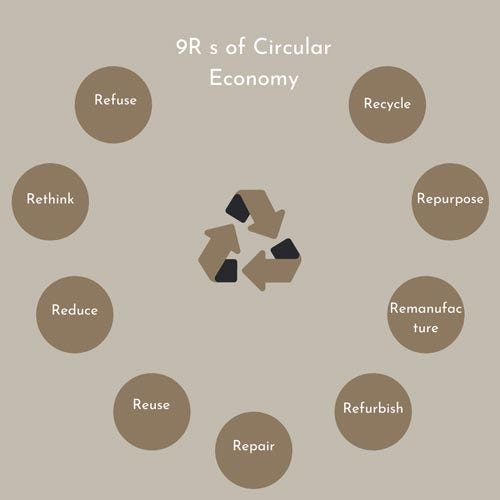 9R s of Circular
Economy
Refuse
Rethink
Reduce
Reuse
Repair
Refurbish
Remanufac
ture
Repurpose
Recycle